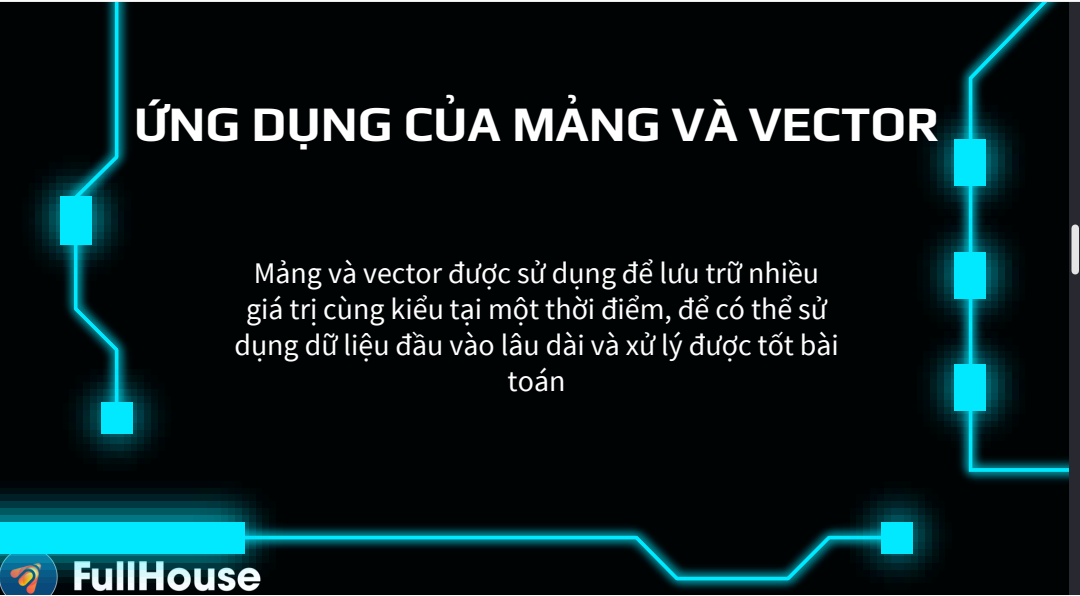 ỨNG DỤNG CỦA MẢNG VÀ VECTOR
Mảng và vector được sử dụng để lưu trữ nhiều
giá trị cùng kiểu tại một thời điểm, để có thể sử
dụng dữ liệu đầu vào lâu dài và xử lý được tốt bài
toán
FullHouse